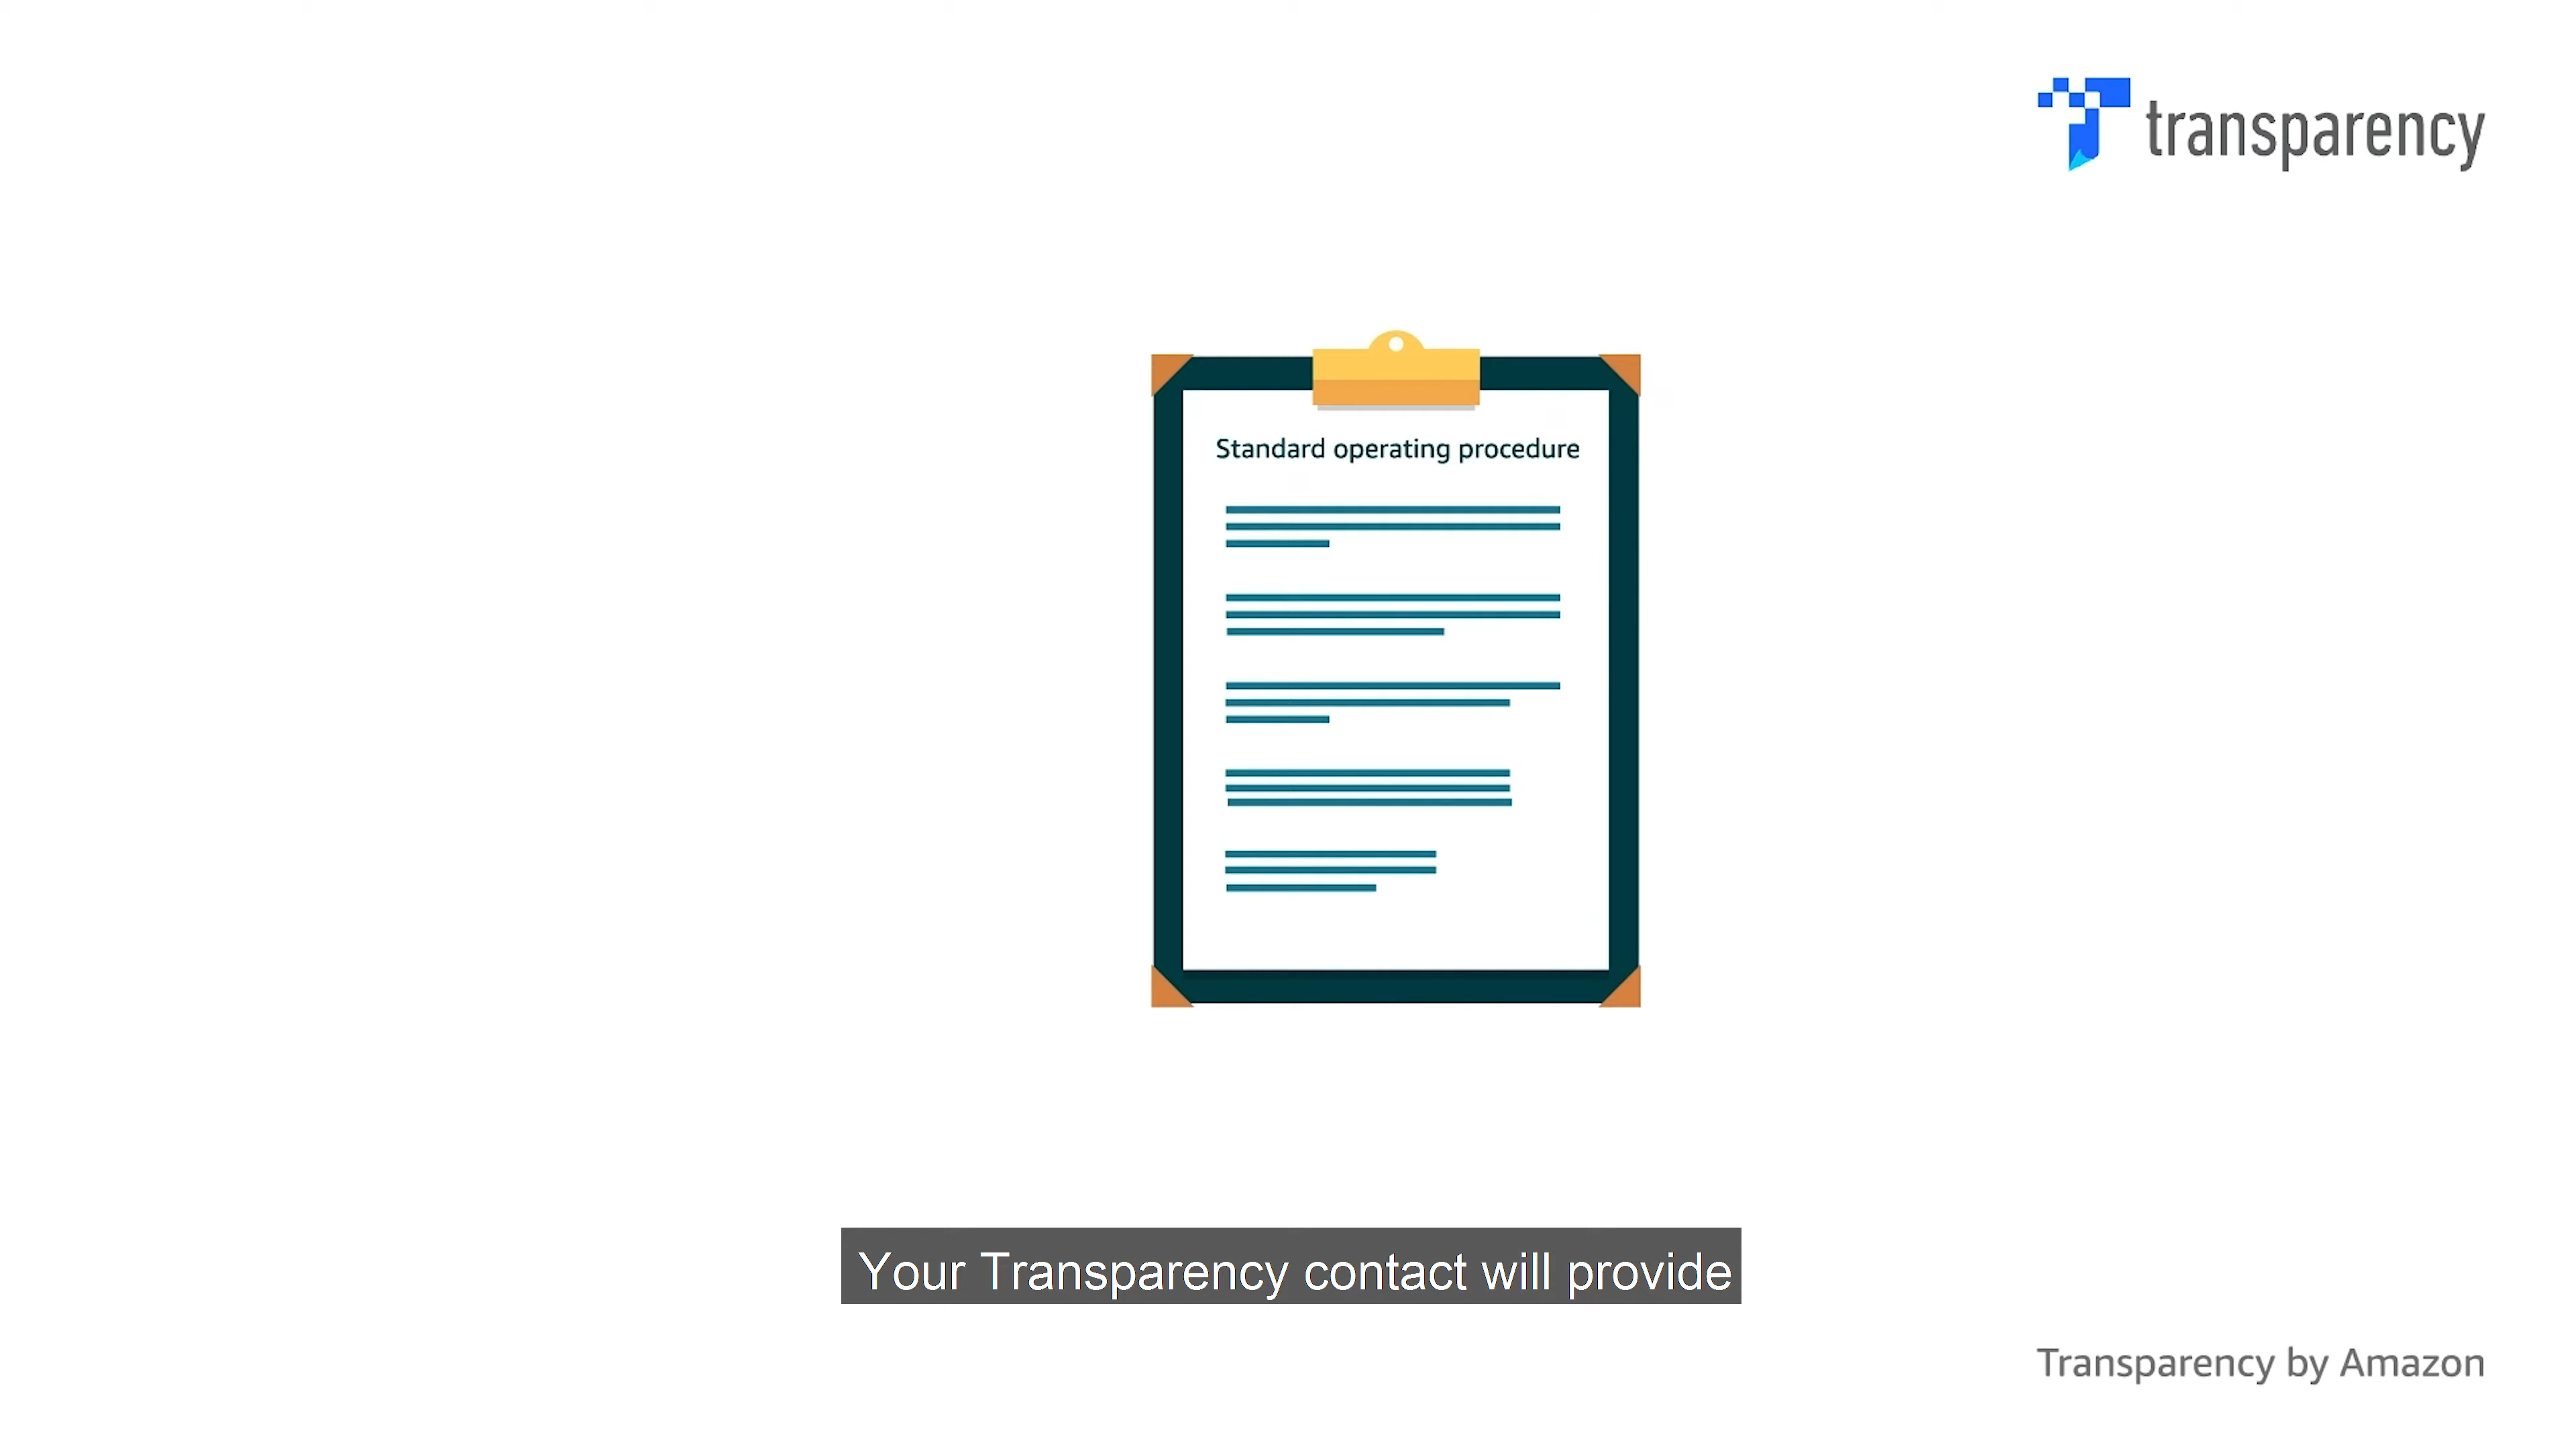 transparency
Standard operating procedure
Your Transparency contact will provide
Transparency by Amazon